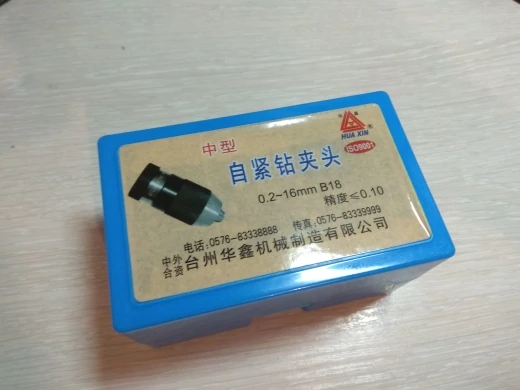 HUA XIN
ISO9001
中型
自紧钻夹头
0.2-16mm B18
精度≤0.10
电话:0576-83338888 传真:0576-83339999
中外合资 台州华鑫机械制造有限公司